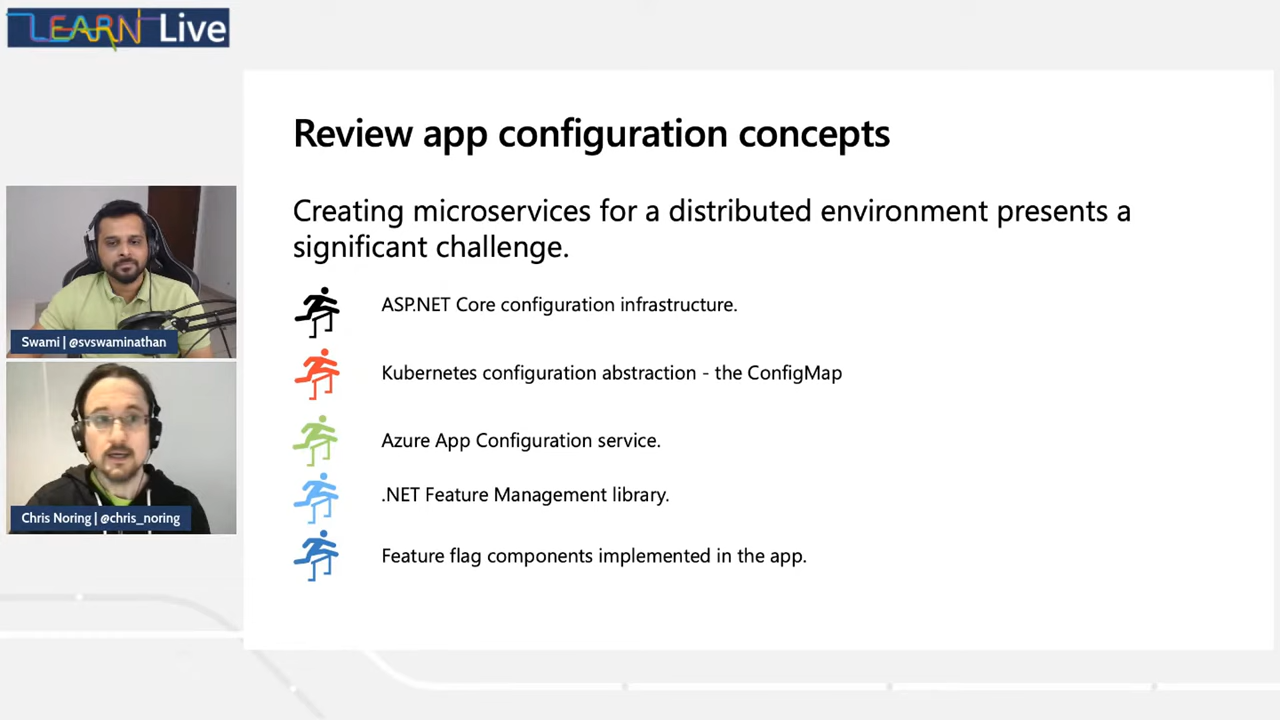 LEARN Live
Review app configuration concepts
Creating microservices for a distributed environment presents a
significant challenge.
ASP.NET Core configuration infrastructure.
Kubernetes configuration abstraction - the ConfigMap
Azure App Configuration service.
.NET Feature Management library.
Feature flag components implemented in the app.
Swami | @svswaminathan
Chris Noring | @chris_noring